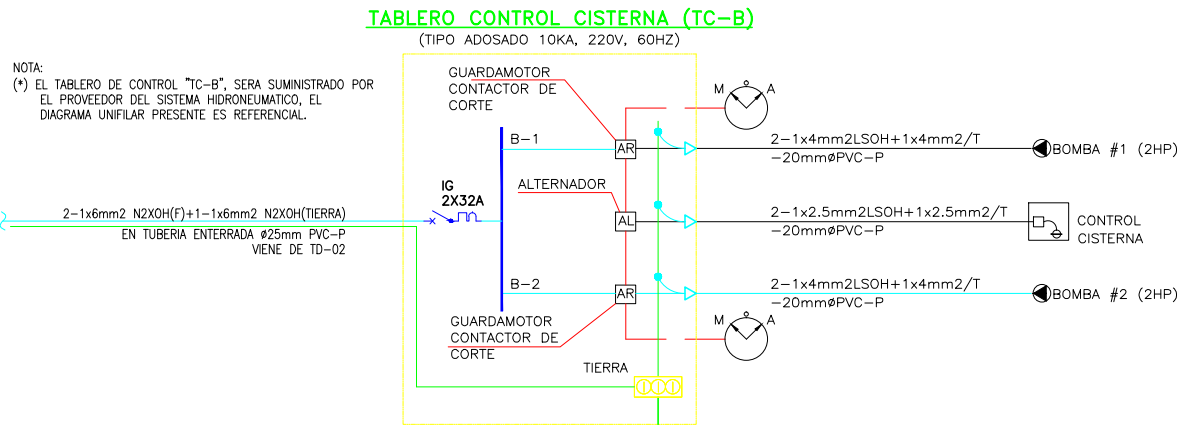 TABLERO CONTROL CISTERNA (TC-B)
(TIPO ADOSADO 10KA, 220V, 60HZ)
NOTA:
(*) EL TABLERO DE CONTROL "TC-B", SERA SUMINISTRADO POR
EL PROVEEDOR DEL SISTEMA HIDRONEUMATICO, EL
DIAGRAMA UNIFILAR PRESENTE ES REFERENCIAL.
GUARDAMOTOR
CONTACTOR DE
CORTE
M o A
B-1
AR
2-1x4mm2LSOH+1x4mm2/T
-20mmøPVC-P
BOMBA #1 (2HP)
IG
2X32A
ALTERNADOR
AL
2-1x2.5mm2LSOH+1x2.5mm2/T
-20mmøPVC-P
CONTROL
CISTERNA
2-1x6mm2 N2XOH(F)+1-1x6mm2 N2XOH(TIERRA)
EN TUBERIA ENTERRADA ø25mm PVC-P
VIENE DE TD-02
B-2
AR
2-1x4mm2LSOH+1x4mm2/T
-20mmøPVC-P
BOMBA #2 (2HP)
GUARDAMOTOR
CONTACTOR DE
CORTE
M o A
TIERRA